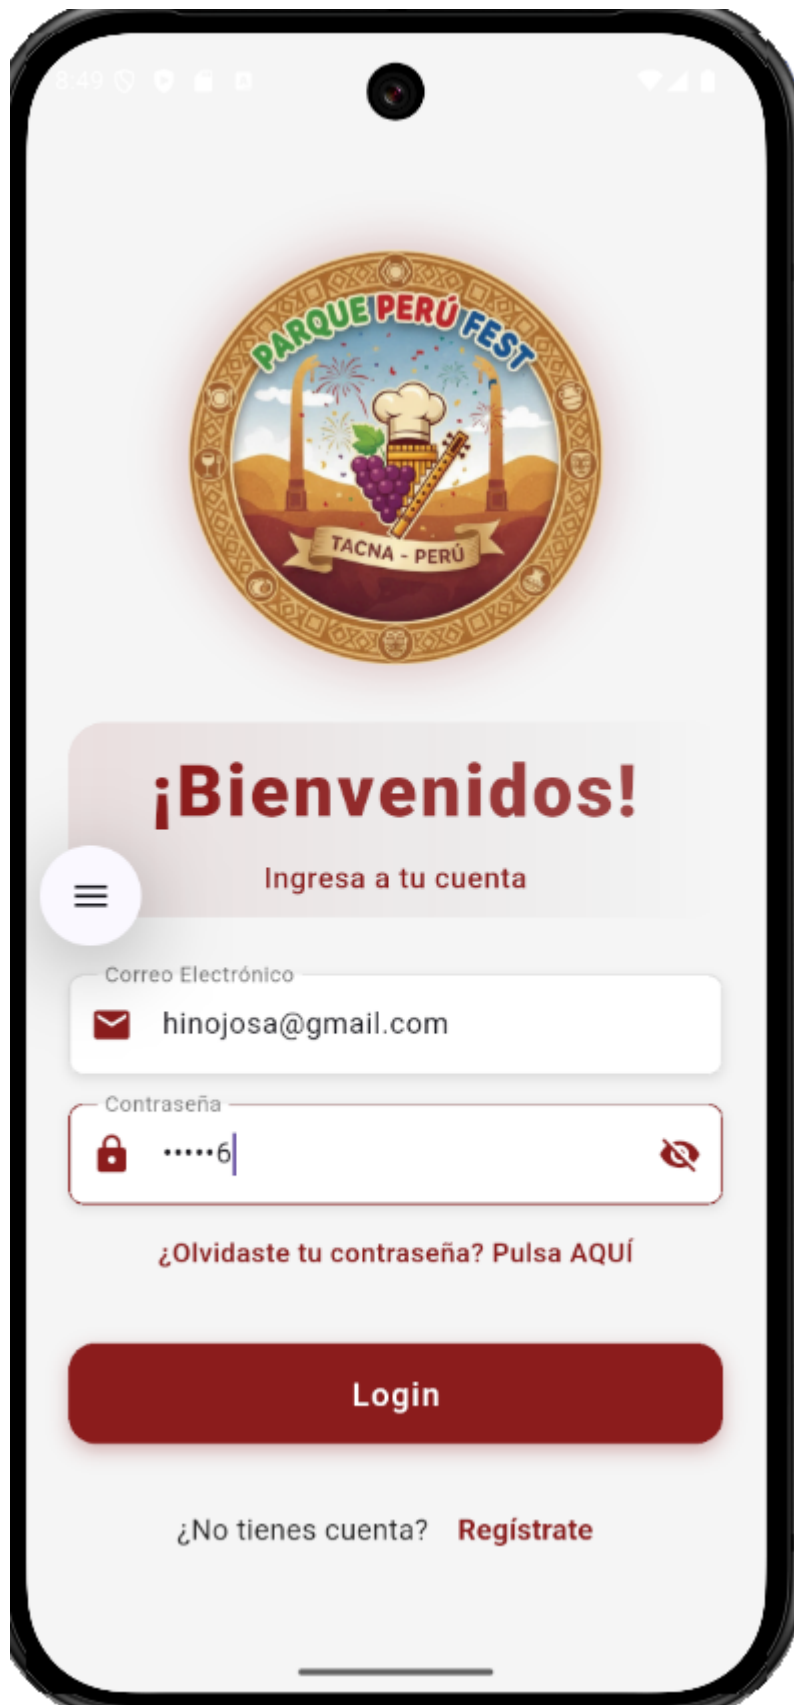 8:49
PARQUE PERÚ FEST
TACNA - PERÚ
¡Bienvenidos!
Ingresa a tu cuenta
Correo Electrónico
hinojosa@gmail.com
Contraseña
•••••6
¿Olvidaste tu contraseña? Pulsa AQUÍ
Login
¿No tienes cuenta? Regístrate